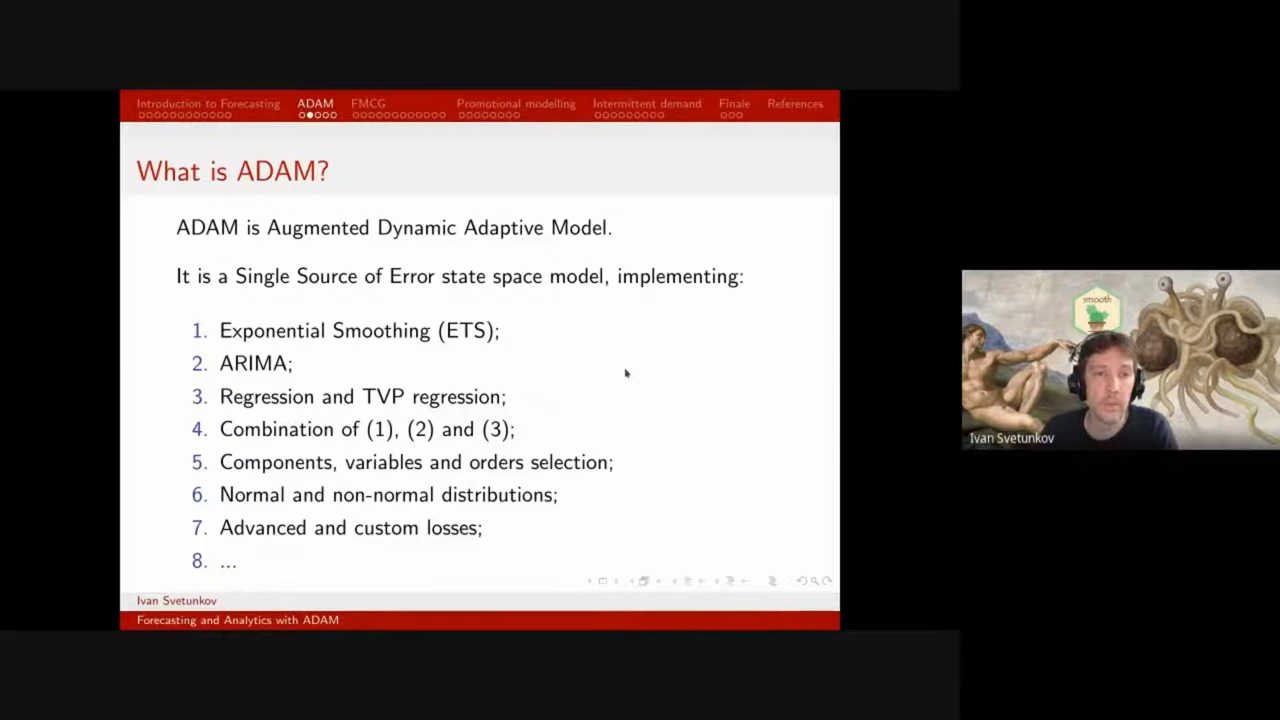 Introduction to Forecasting ADAM FMCG Promotional modelling Intermittent demand Finale References
What is ADAM?
ADAM is Augmented Dynamic Adaptive Model.
It is a Single Source of Error state space model, implementing:
1. Exponential Smoothing (ETS);
2. ARIMA;
3. Regression and TVP regression;
4. Combination of (1), (2) and (3);
5. Components, variables and orders selection;
6. Normal and non-normal distributions;
7. Advanced and custom losses;
8. ...
Ivan Svetunkov
Forecasting and Analytics with ADAM
smooth
Ivan Svetunkov